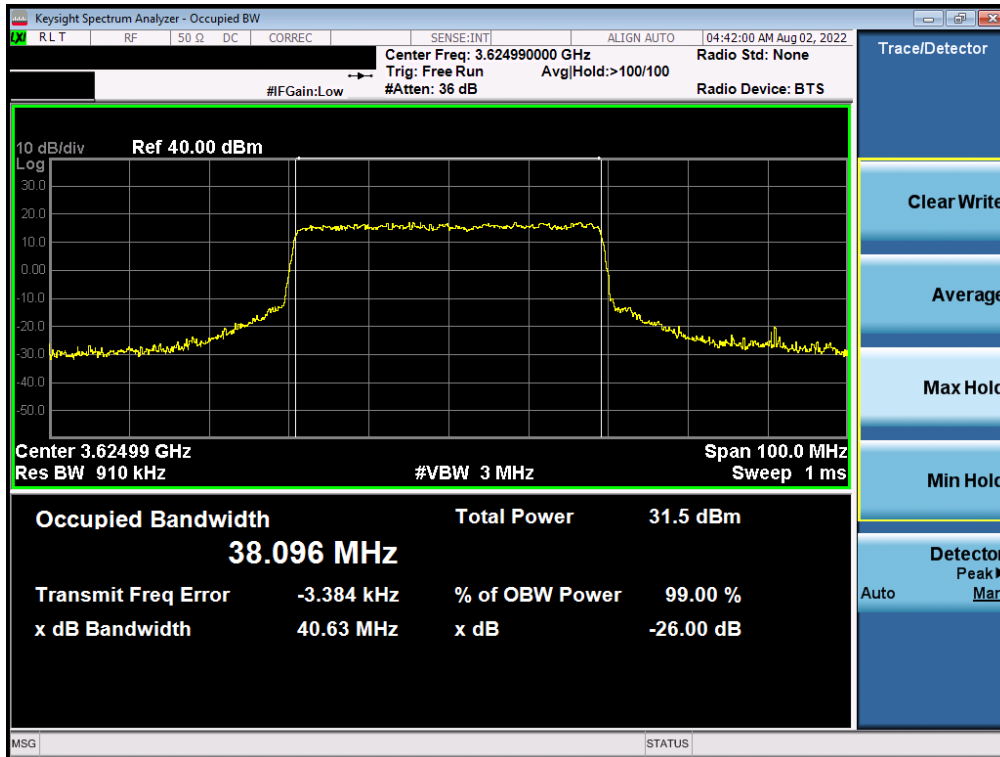 Keysight Spectrum Analyzer - Occupied BW
LXI RLT RF 50 Ω DC CORREC SENSE:INT ALIGN AUTO 04:42:00 AM Aug 02, 2022
Center Freq: 3.624990000 GHz Radio Std: None
Trig: Free Run Avg|Hold:>100/100
#IFGain:Low #Atten: 36 dB Radio Device: BTS
Trace/Detector
10 dB/div Ref 40.00 dBm
Log
30.0
20.0
10.0
0.00
-10.0
-20.0
-30.0
-40.0
-50.0
Center 3.62499 GHz Span 100.0 MHz
Res BW 910 kHz #VBW 3 MHz Sweep 1 ms
Occupied Bandwidth Total Power 31.5 dBm
38.096 MHz
Transmit Freq Error -3.384 kHz % of OBW Power 99.00 %
x dB Bandwidth 40.63 MHz x dB -26.00 dB
Clear Write
Average
Max Hold
Min Hold
Detector
Peak
Auto Man
MSG STATUS